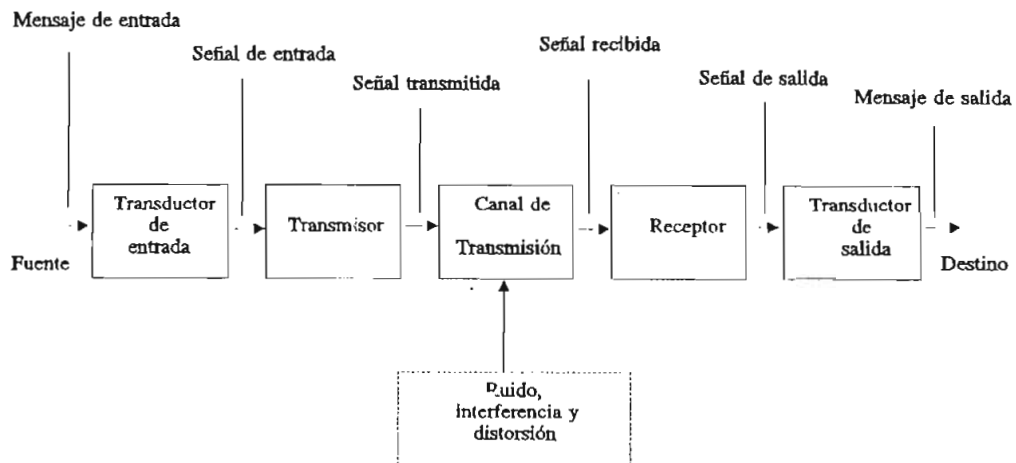 Mensaje de entrada
Señal de entrada
Señal transmitida
Señal recibida
Señal de salida
Mensaje de salida
Fuente
Transductor
de
entrada
Transmisor
Canal de
Transmisión
Receptor
Transductor
de
salida
Destino
Ruido,
interferencia y
distorsión